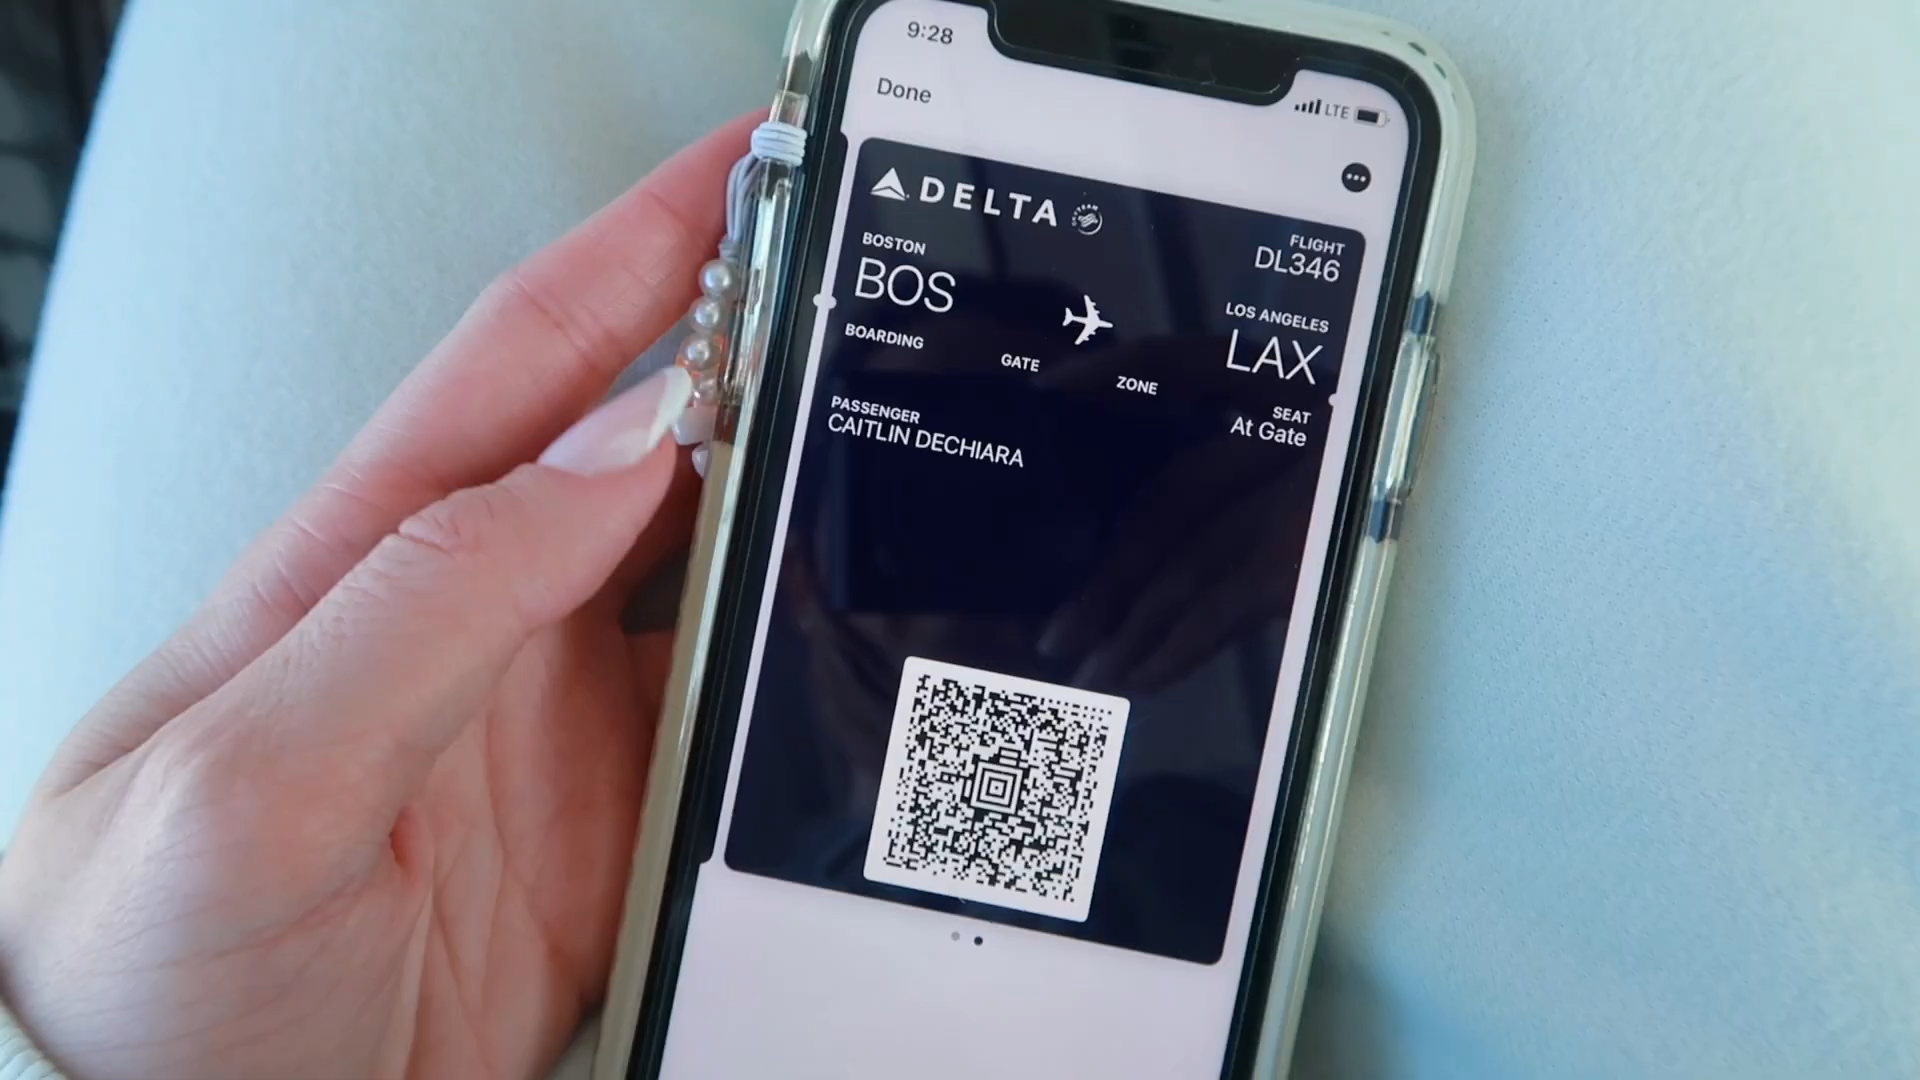 9:28
LTE
Done
DELTA
SKYTEAM
FLIGHT
DL346
BOSTON
BOS
LOS ANGELES
LAX
BOARDING
GATE
ZONE
SEAT
At Gate
PASSENGER
CAITLIN DECHIARA